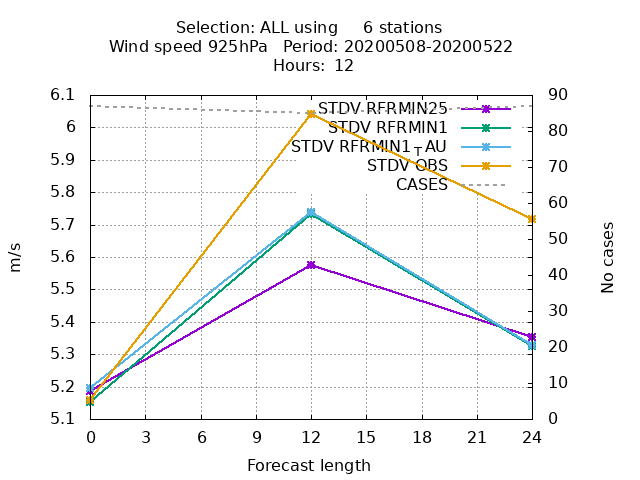 Selection: ALL using     6 stations
Wind speed 925hPa   Period: 20200508-20200522
Hours: 12
6.1
6
5.9
5.8
5.7
5.6
5.5
5.4
5.3
5.2
5.1
m/s
90
80
70
60
50
40
30
20
10
0
No cases
STDV RFRMIN25
STDV RFRMIN1
STDV RFRMIN1_TAU
STDV OBS
CASES
0 3 6 9 12 15 18 21 24
Forecast length